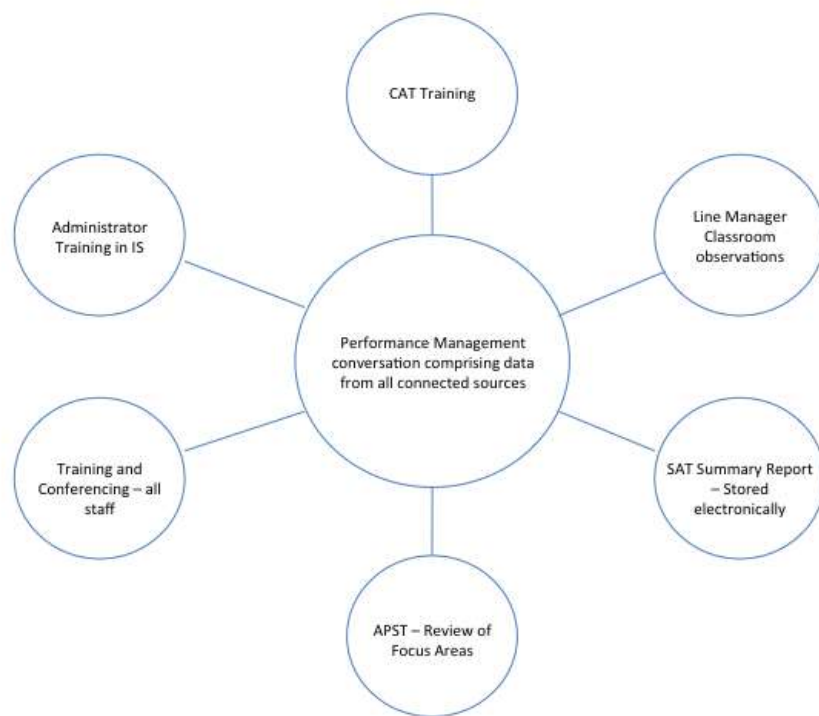 CAT Training
Administrator
Training in IS
Line Manager
Classroom
observations
Performance Management
conversation comprising data
from all connected sources
Training and
Conferencing – all
staff
SAT Summary Report
– Stored
electronically
APST – Review of
Focus Areas